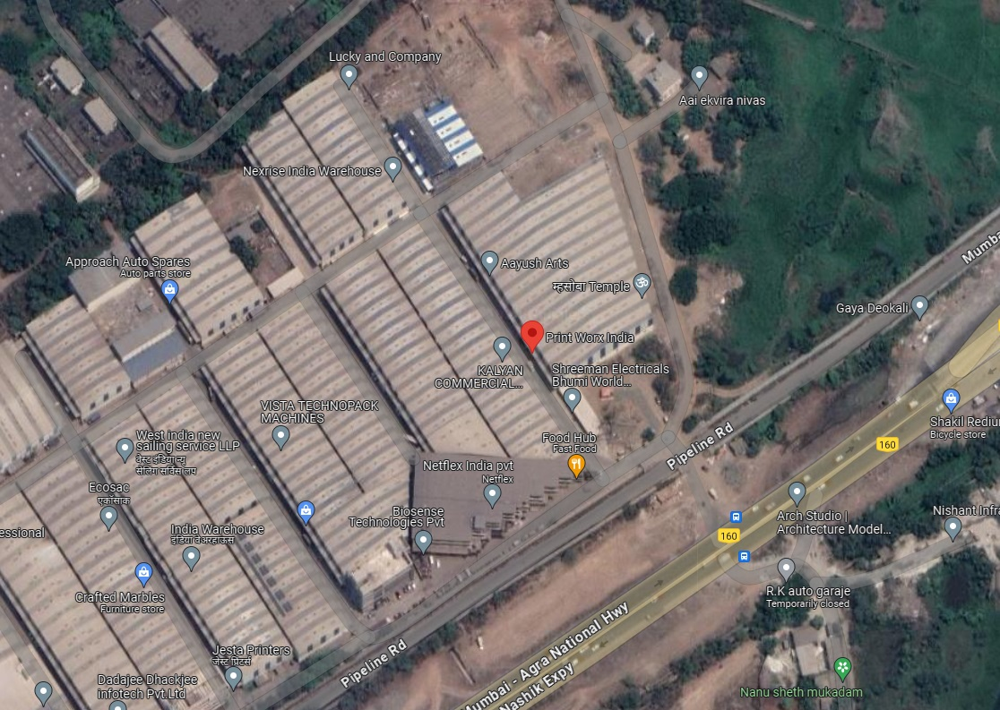 Lucky and Company
Aai ekvira nivas
Nexrise India Warehouse
Approach Auto Spares
Auto parts store
Aayush Arts
म्हसोबा Temple
Gaya Deokali
Mumba
Print Worx India
KALYAN
COMMERCIAL...
Shreeman Electricals
Bhumi World...
VISTA TECHNOPACK
MACHINES
West india new
sailing service LLP
वेस्ट इंडिया न्यू
सेलिंग सर्विस लप
Food Hub
Fast Food
Pipeline Rd
160
Shakil Rediu
Bicycle store
Netflex India pvt
Netflex
Ecosac
एकोसाक
Biosense
Technologies Pvt
Arch Studio |
Architecture Model...
Nishant Infra
essional
India Warehouse
इंडिया वेअरहाऊस
160
Crafted Marbles
Furniture store
R.K auto garaje
Temporarily closed
Mumbai - Agra National Hwy
Nashik Expy
Jesta Printers
जेस्ट प्रिंटर्स
Pipeline Rd
Dadajee Dhackjee
infotech Pvt.Ltd
Nanu sheth mukadam